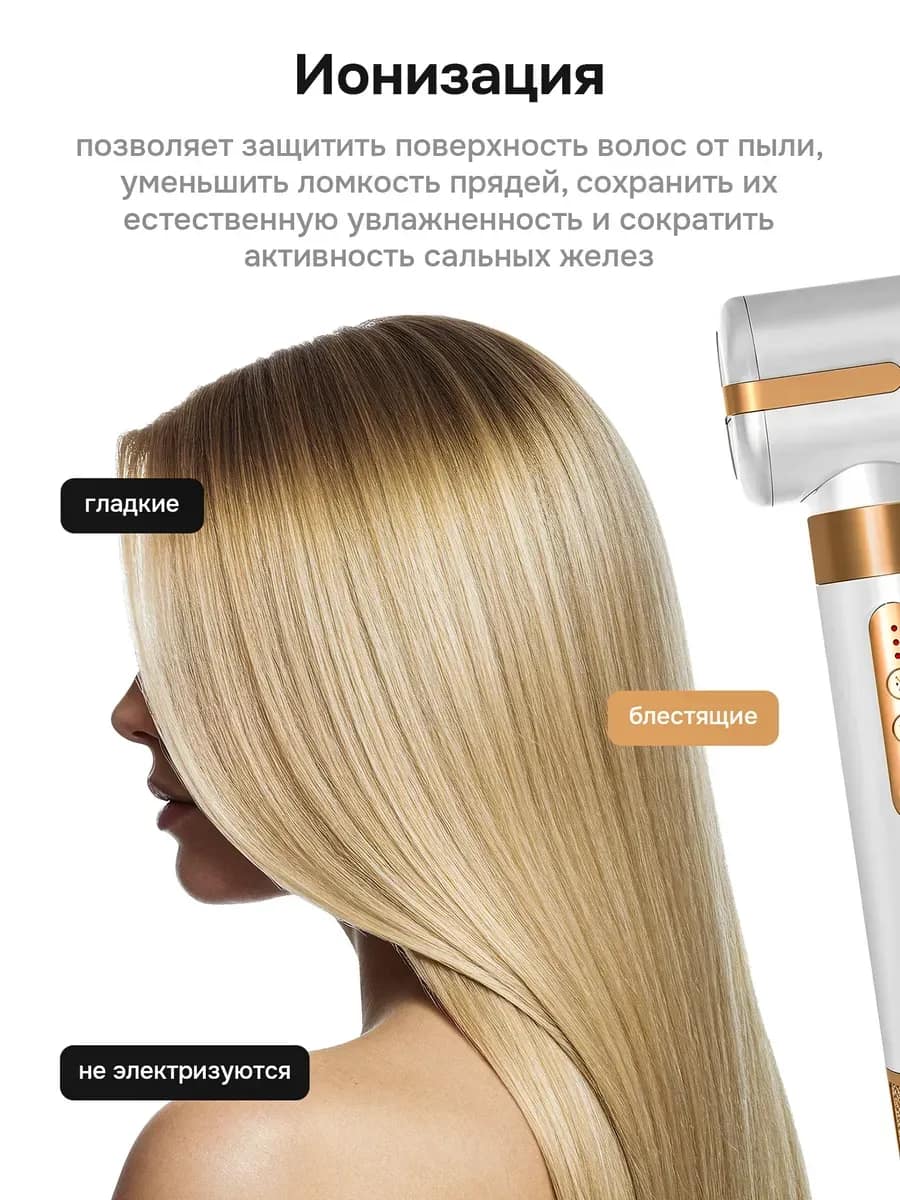 Ионизация
позволяет защитить поверхность волос от пыли,
уменьшить ломкость прядей, сохранить их
естественную увлажненность и сократить
активность сальных желез
гладкие
блестящие
не электризуются